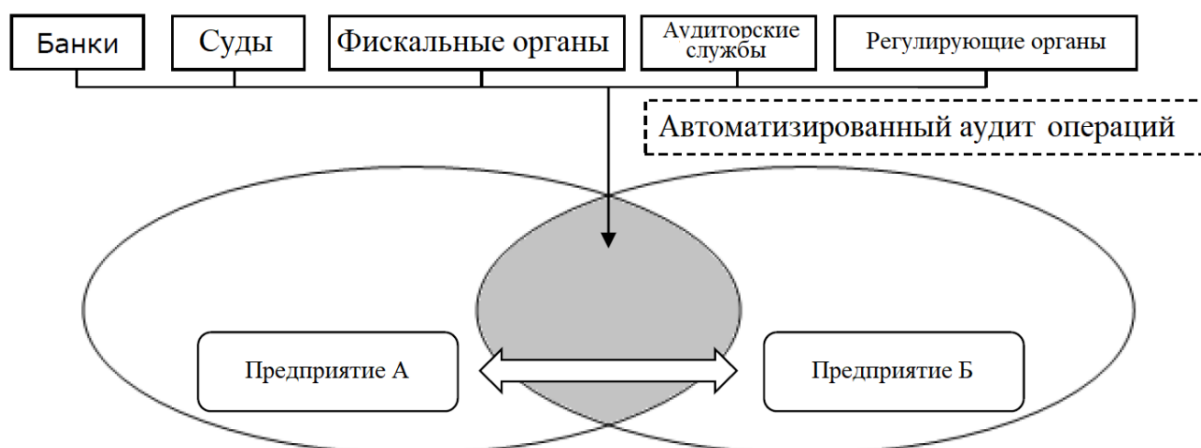 Банки
Суды
Фискальные органы
Аудиторские
службы
Регулирующие органы
Автоматизированный аудит операций
Предприятие А
Предприятие Б